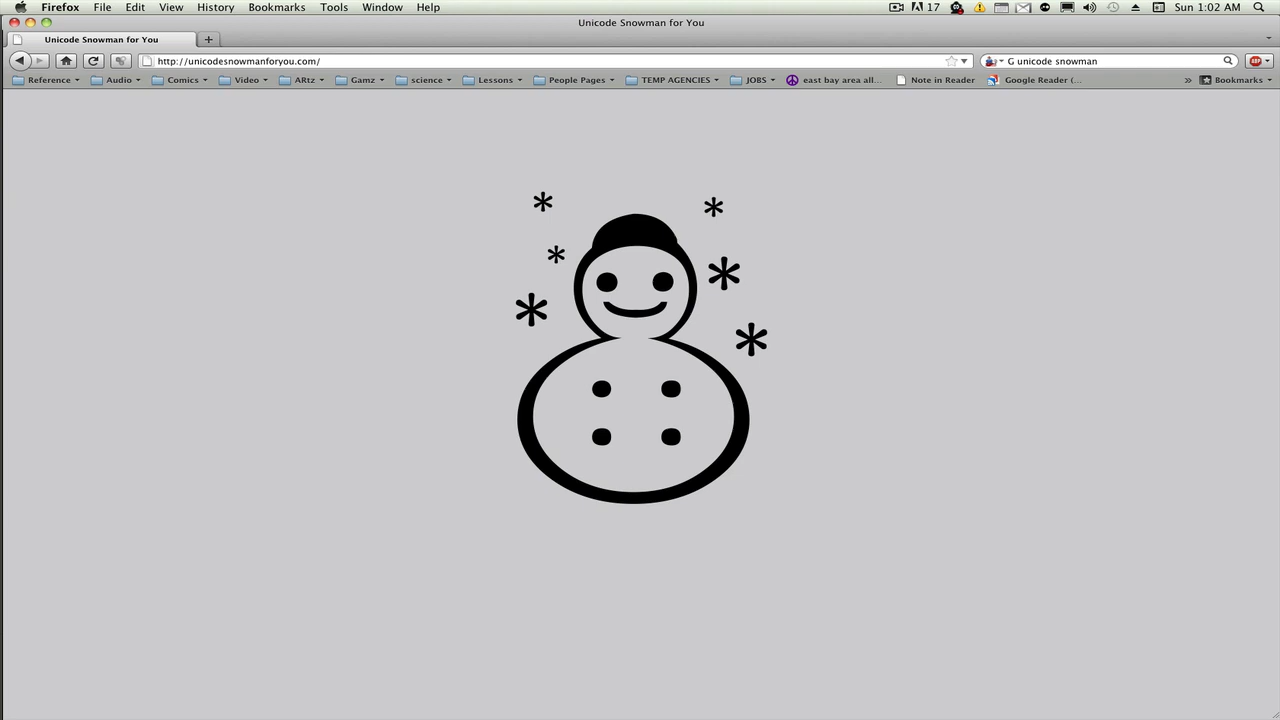 Firefox File Edit View History Bookmarks Tools Window Help 17 Sun 1:02 AM
Unicode Snowman for You
Unicode Snowman for You
http://unicodesnowmanforyou.com/ G unicode snowman
Reference Audio Comics Video ARtz Gamz science Lessons People Pages TEMP AGENCIES JOBS east bay area all... Note in Reader Google Reader (... » Bookmarks